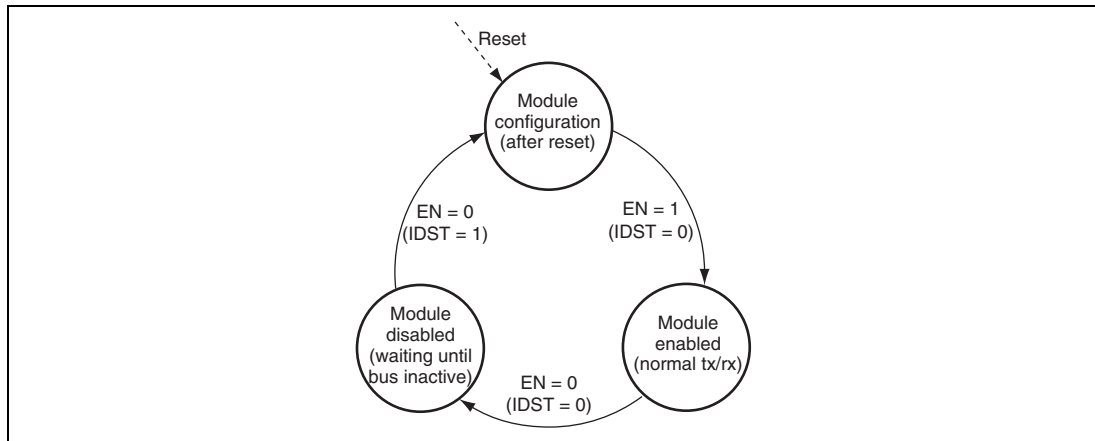 Reset
Module
configuration
(after reset)
EN = 0
(IDST = 1)
EN = 1
(IDST = 0)
Module
disabled
(waiting until
bus inactive)
Module
enabled
(normal tx/rx)
EN = 0
(IDST = 0)